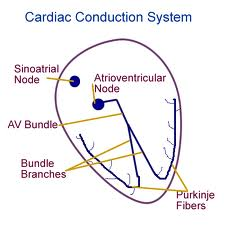 Cardiac Conduction System
Sinoatrial
Node
Atrioventricular
Node
AV Bundle
Bundle
Branches
Purkinje
Fibers